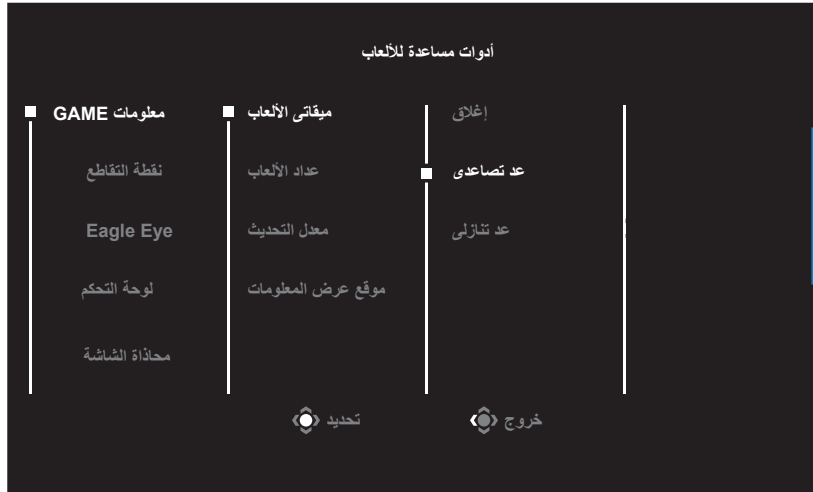 أدوات مساعدة للألعاب
معلومات GAME
نقطة التقاطع
Eagle Eye
لوحة التحكم
محاذاة الشاشة
ميقاتى الألعاب
عداد الألعاب
معدل التحديث
موقع عرض المعلومات
إغلاق
عد تصاعدى
عد تنازلى
تحديد
خروج